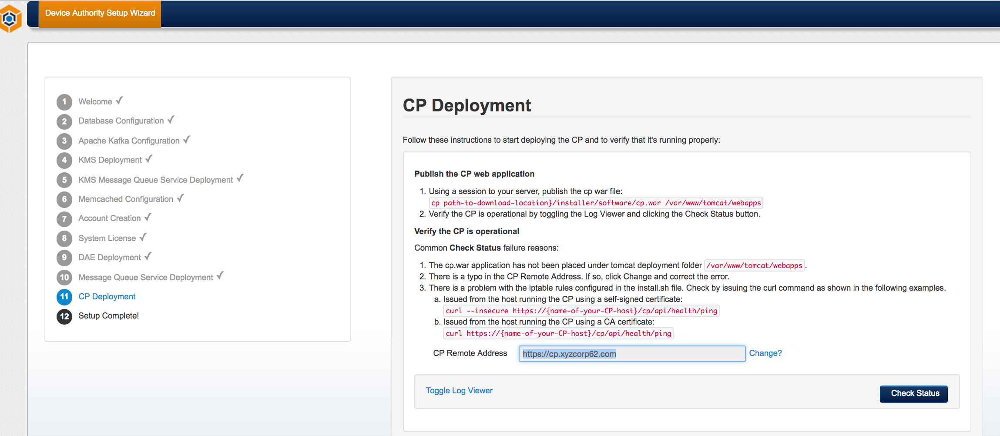 Device Authority Setup Wizard
1 Welcome ✓
2 Database Configuration ✓
3 Apache Kafka Configuration ✓
4 KMS Deployment ✓
5 KMS Message Queue Service Deployment ✓
6 Memcached Configuration ✓
7 Account Creation ✓
8 System License ✓
9 DAE Deployment ✓
10 Message Queue Service Deployment ✓
11 CP Deployment
12 Setup Complete!
CP Deployment
Follow these instructions to start deploying the CP and to verify that it's running properly:
Publish the CP web application
1. Using a session to your server, publish the cp war file:
cp path-to-download-location}/installer/software/cp.war /var/www/tomcat/webapps
2. Verify the CP is operational by toggling the Log Viewer and clicking the Check Status button.
Verify the CP is operational
Common Check Status failure reasons:
1. The cp.war application has not been placed under tomcat deployment folder /var/www/tomcat/webapps .
2. There is a typo in the CP Remote Address. If so, click Change and correct the error.
3. There is a problem with the iptable rules configured in the install.sh file. Check by issuing the curl command as shown in the following examples.
a. Issued from the host running the CP using a self-signed certificate:
curl --insecure https://{name-of-your-CP-host}/cp/api/health/ping
b. Issued from the host running the CP using a CA certificate:
curl https://{name-of-your-CP-host}/cp/api/health/ping
CP Remote Address https://cp.xyzcorp62.com Change?
Toggle Log Viewer
Check Status